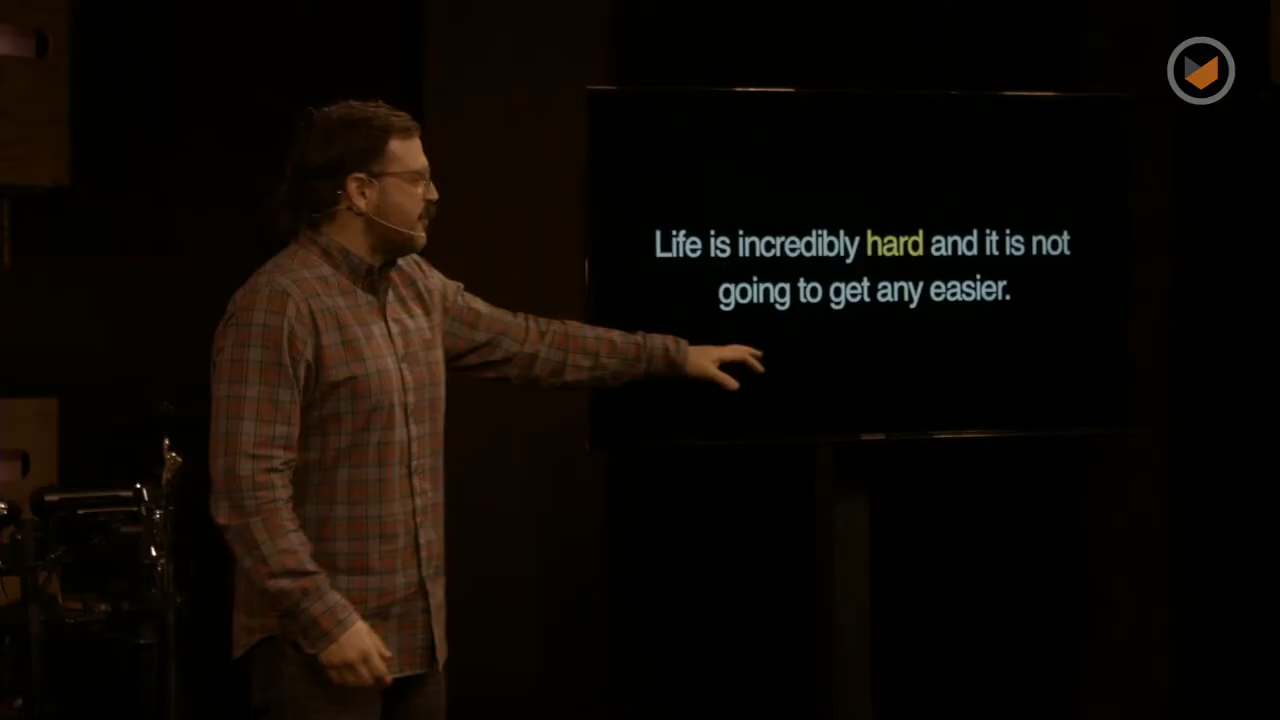 Life is incredibly hard and it is not
going to get any easier.